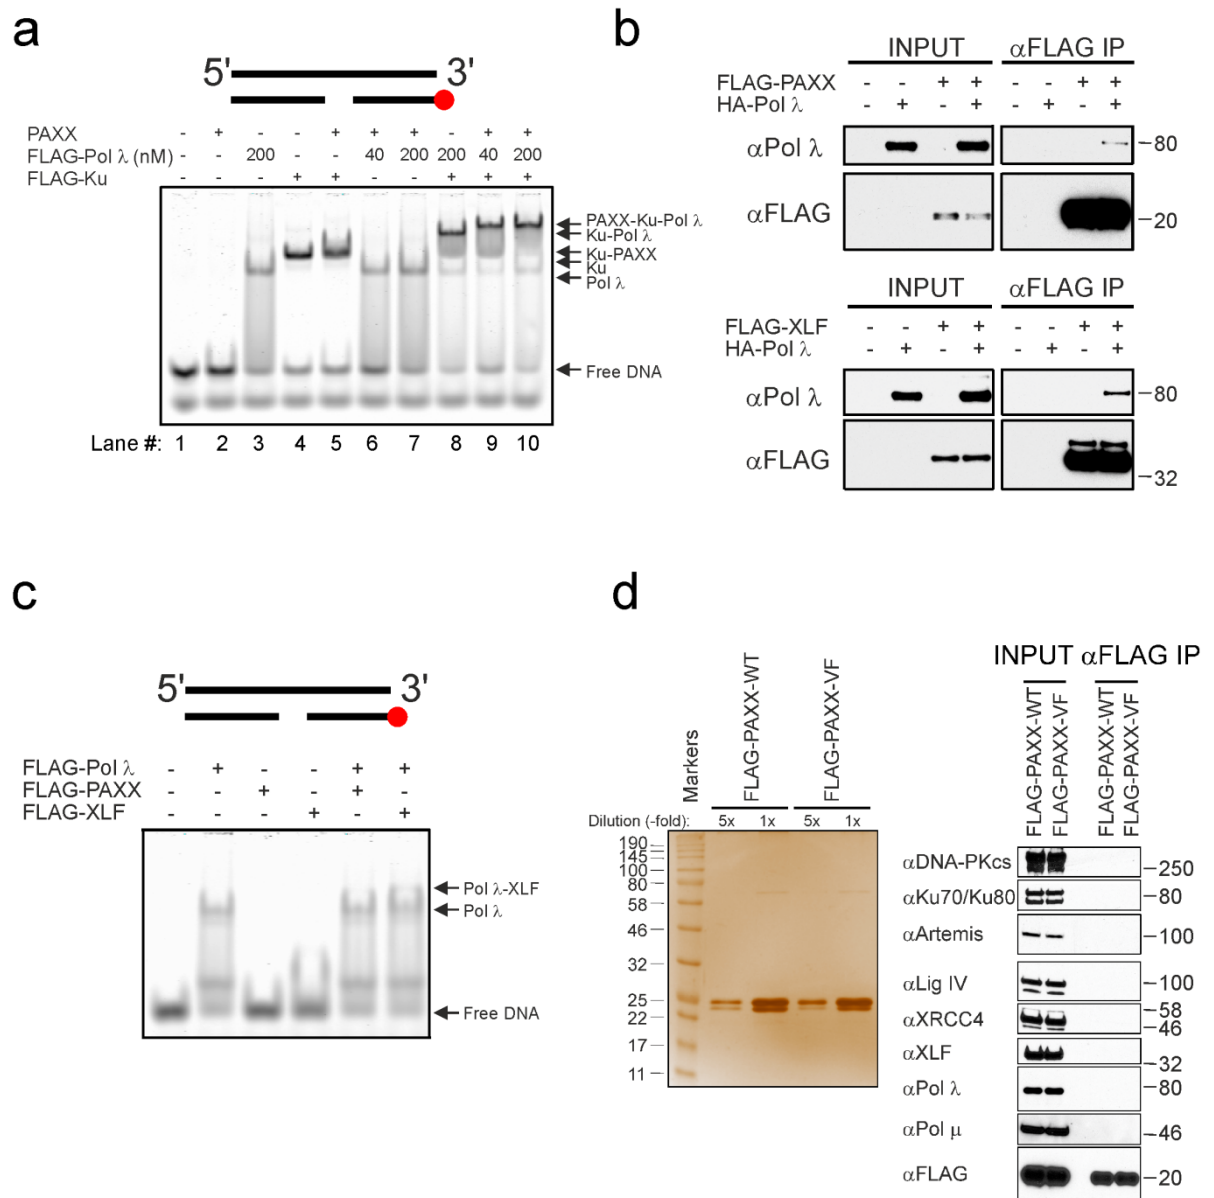 a
5' 3'
PAXX - + - - + + + - + +
FLAG-Pol λ (nM) - - 200 - - 40 200 200 40 200
FLAG-Ku - - - + + - - + + +
PAXX-Ku-Pol λ
Ku-Pol λ
Ku-PAXX
Ku
Pol λ
Free DNA
Lane #: 1 2 3 4 5 6 7 8 9 10
b
INPUT αFLAG IP
FLAG-PAXX - - + + - - + +
HA-Pol λ - + - + - + - +
αPol λ 80
αFLAG 20
INPUT αFLAG IP
FLAG-XLF - - + + - - + +
HA-Pol λ - + - + - + - +
αPol λ 80
αFLAG 32
c
5' 3'
FLAG-Pol λ - + - - + +
FLAG-PAXX - - + - + -
FLAG-XLF - - - + - +
Pol λ-XLF
Pol λ
Free DNA
d
Markers
FLAG-PAXX-WT
FLAG-PAXX-VF
Dilution (-fold): 5x 1x 5x 1x
190
145
100
80
58
46
32
25
22
17
11
INPUT αFLAG IP
FLAG-PAXX-WT
FLAG-PAXX-VF
FLAG-PAXX-WT
FLAG-PAXX-VF
αDNA-PKcs 250
αKu70/Ku80 80
αArtemis 100
αLig IV 100
αXRCC4 58
46
αXLF 32
αPol λ 80
αPol μ 46
αFLAG 20